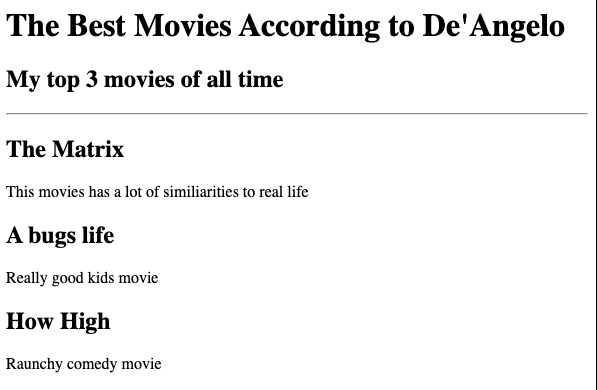 The Best Movies According to De'Angelo
My top 3 movies of all time
The Matrix
This movies has a lot of similiarities to real life
A bugs life
Really good kids movie
How High
Raunchy comedy movie